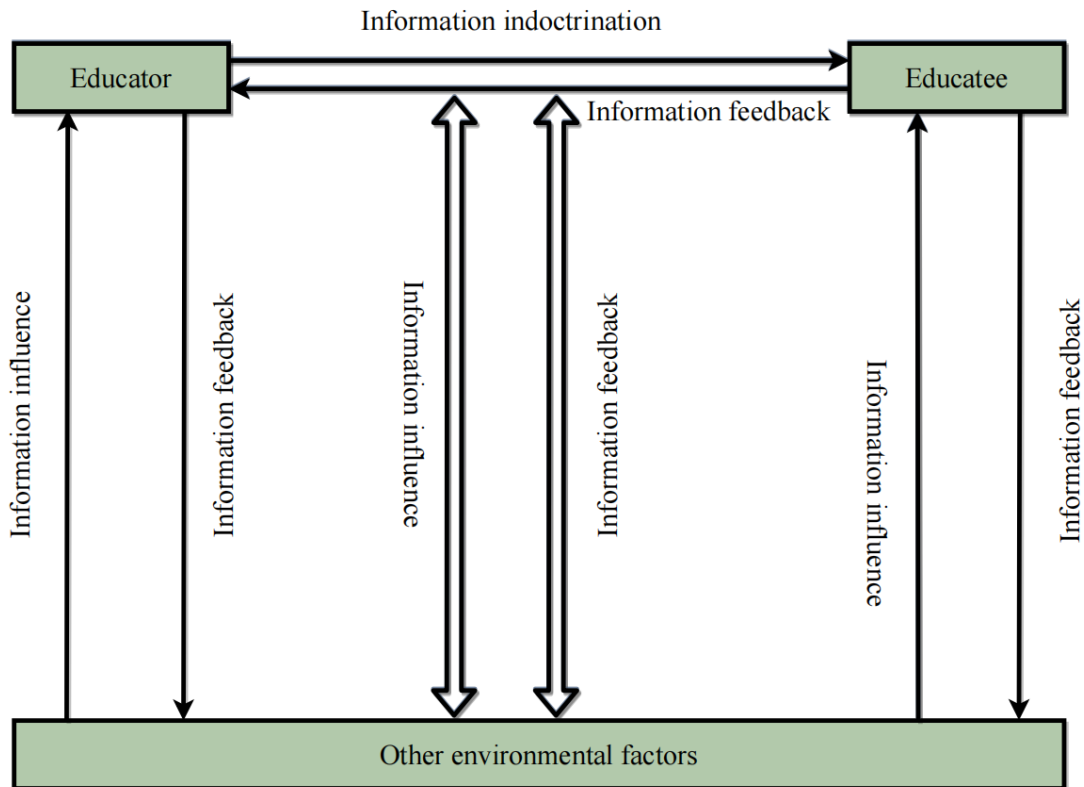 Information indoctrination
Educator
Educatee
Information feedback
Information influence
Information feedback
Information influence
Information feedback
Information influence
Information feedback
Other environmental factors